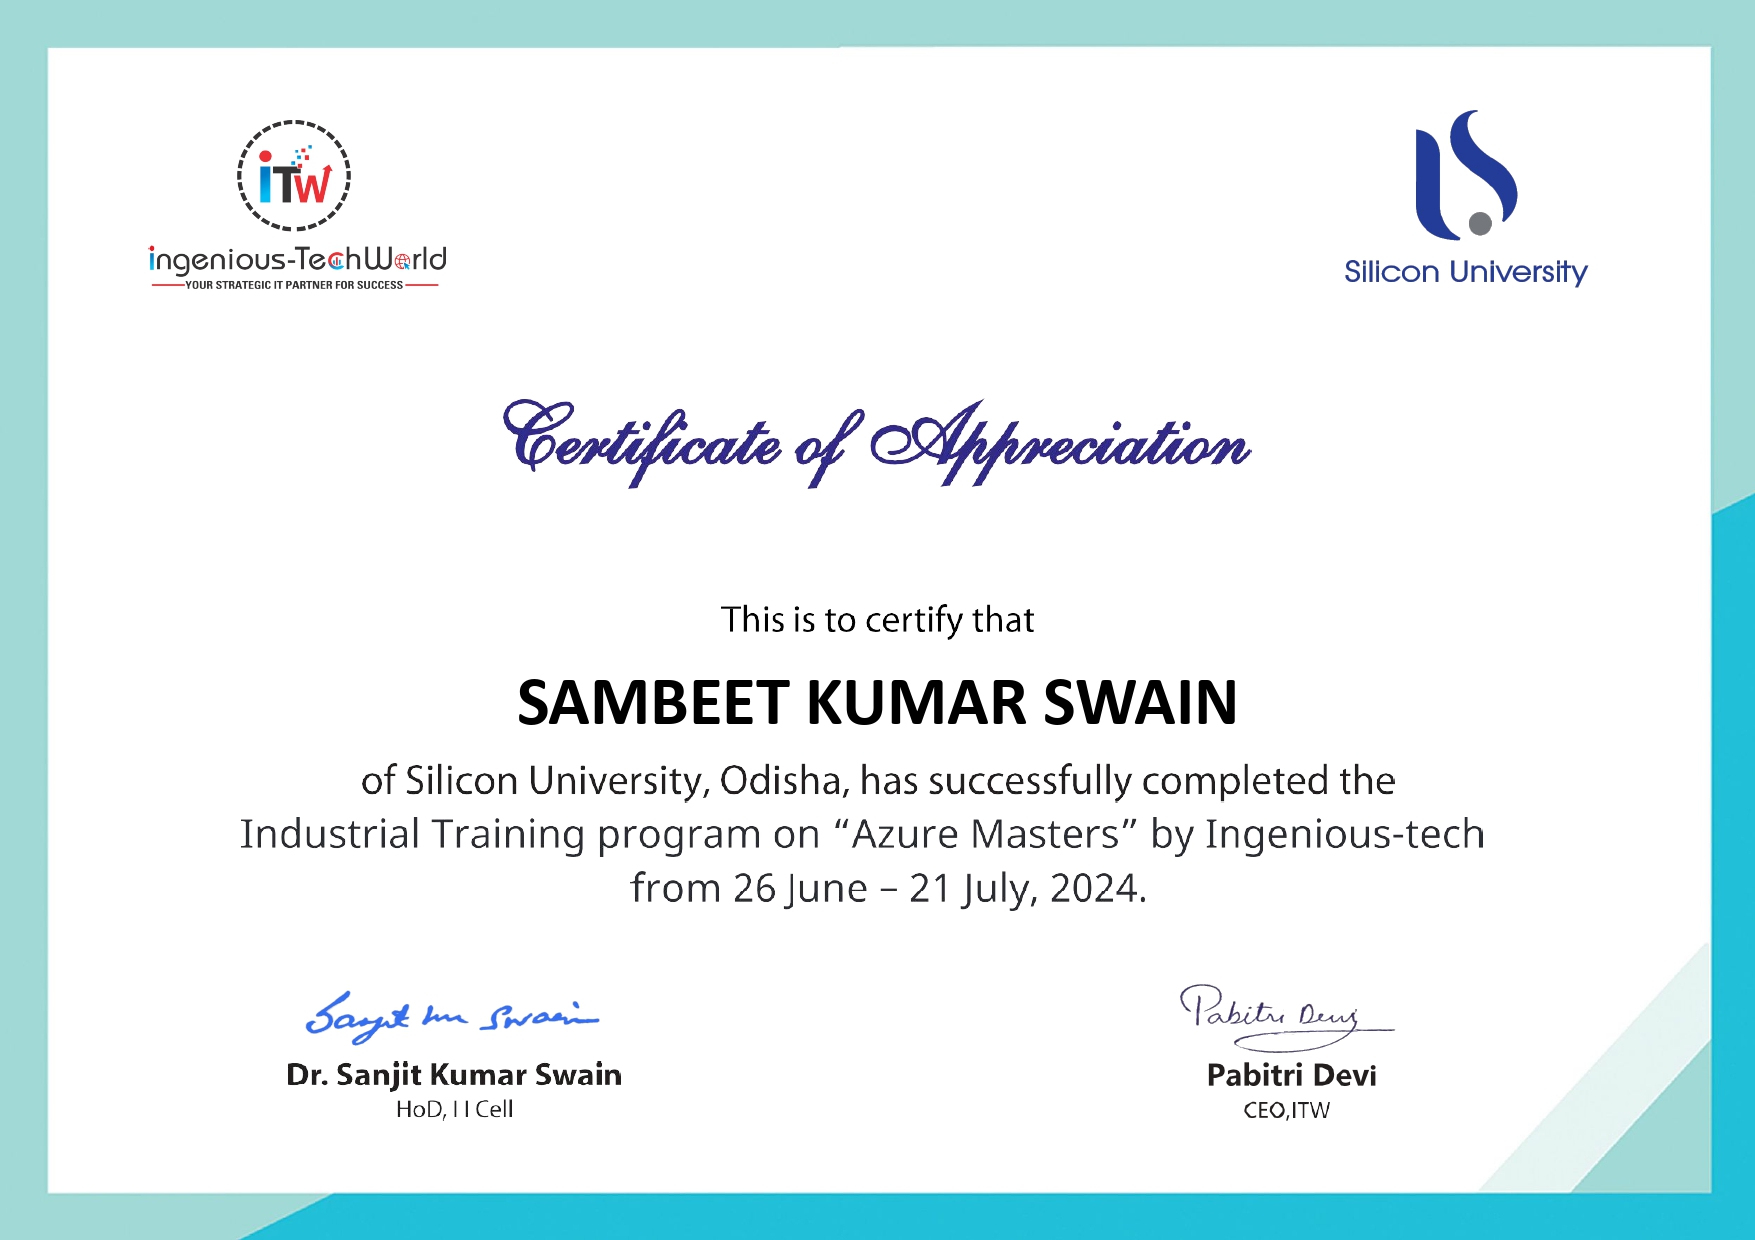 iTW
ingenious-TechWorld
YOUR STRATEGIC IT PARTNER FOR SUCCESS
Silicon University
Certificate of Appreciation
This is to certify that
SAMBEET KUMAR SWAIN
of Silicon University, Odisha, has successfully completed the
Industrial Training program on “Azure Masters” by Ingenious-tech
from 26 June – 21 July, 2024.
Sanjit Kr Swain
Pabitri Devi
Dr. Sanjit Kumar Swain
HoD, I I Cell
Pabitri Devi
CEO,ITW